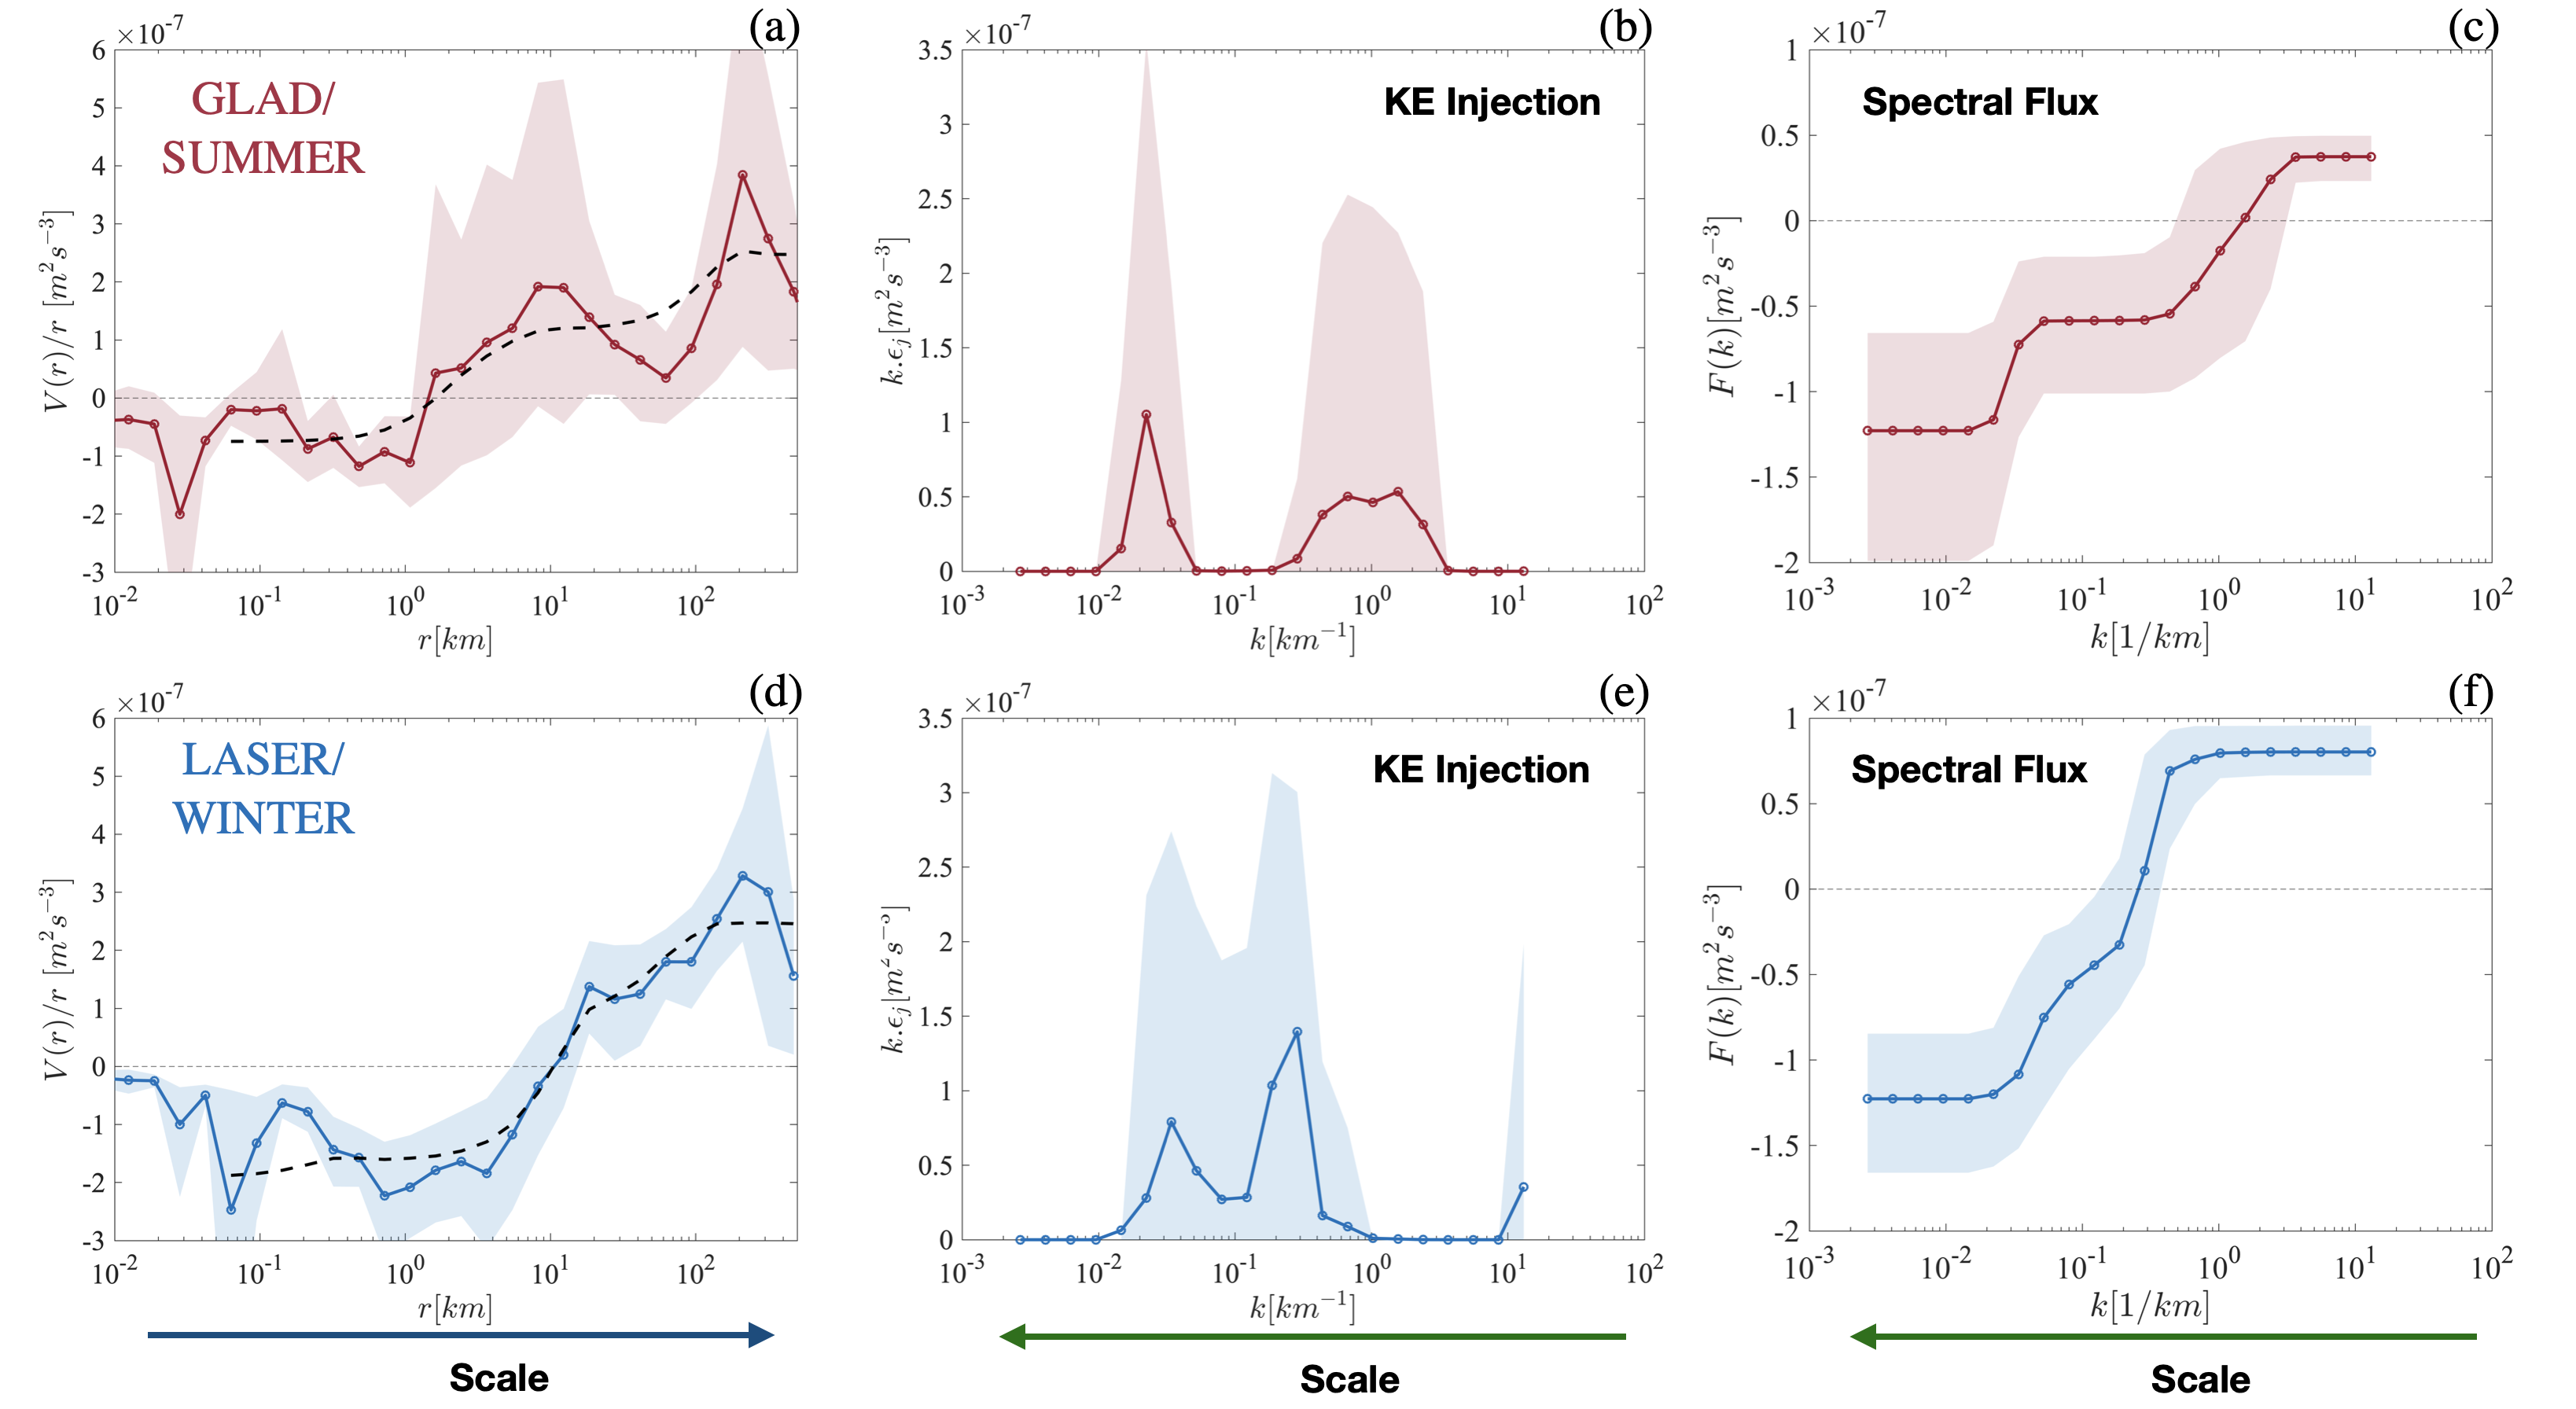 (a)
×10⁻⁷
GLAD/
SUMMER
6
5
4
3
2
1
0
-1
-2
-3
V(r)/r [m²s⁻³]
10⁻² 10⁻¹ 10⁰ 10¹ 10²
r[km]
(b)
×10⁻⁷
KE Injection
3.5
3
2.5
2
1.5
1
0.5
0
k.ϵⱼ[m²s⁻³]
10⁻³ 10⁻² 10⁻¹ 10⁰ 10¹ 10²
k[km⁻¹]
(c)
×10⁻⁷
Spectral Flux
1
0.5
0
-0.5
-1
-1.5
-2
F(k)[m²s⁻³]
10⁻³ 10⁻² 10⁻¹ 10⁰ 10¹ 10²
k[1/km]
(d)
×10⁻⁷
LASER/
WINTER
6
5
4
3
2
1
0
-1
-2
-3
V(r)/r [m²s⁻³]
10⁻² 10⁻¹ 10⁰ 10¹ 10²
r[km]
Scale
(e)
×10⁻⁷
KE Injection
3.5
3
2.5
2
1.5
1
0.5
0
k.ϵⱼ[m²s⁻³]
10⁻³ 10⁻² 10⁻¹ 10⁰ 10¹ 10²
k[km⁻¹]
Scale
(f)
×10⁻⁷
Spectral Flux
1
0.5
0
-0.5
-1
-1.5
-2
F(k)[m²s⁻³]
10⁻³ 10⁻² 10⁻¹ 10⁰ 10¹ 10²
k[1/km]
Scale